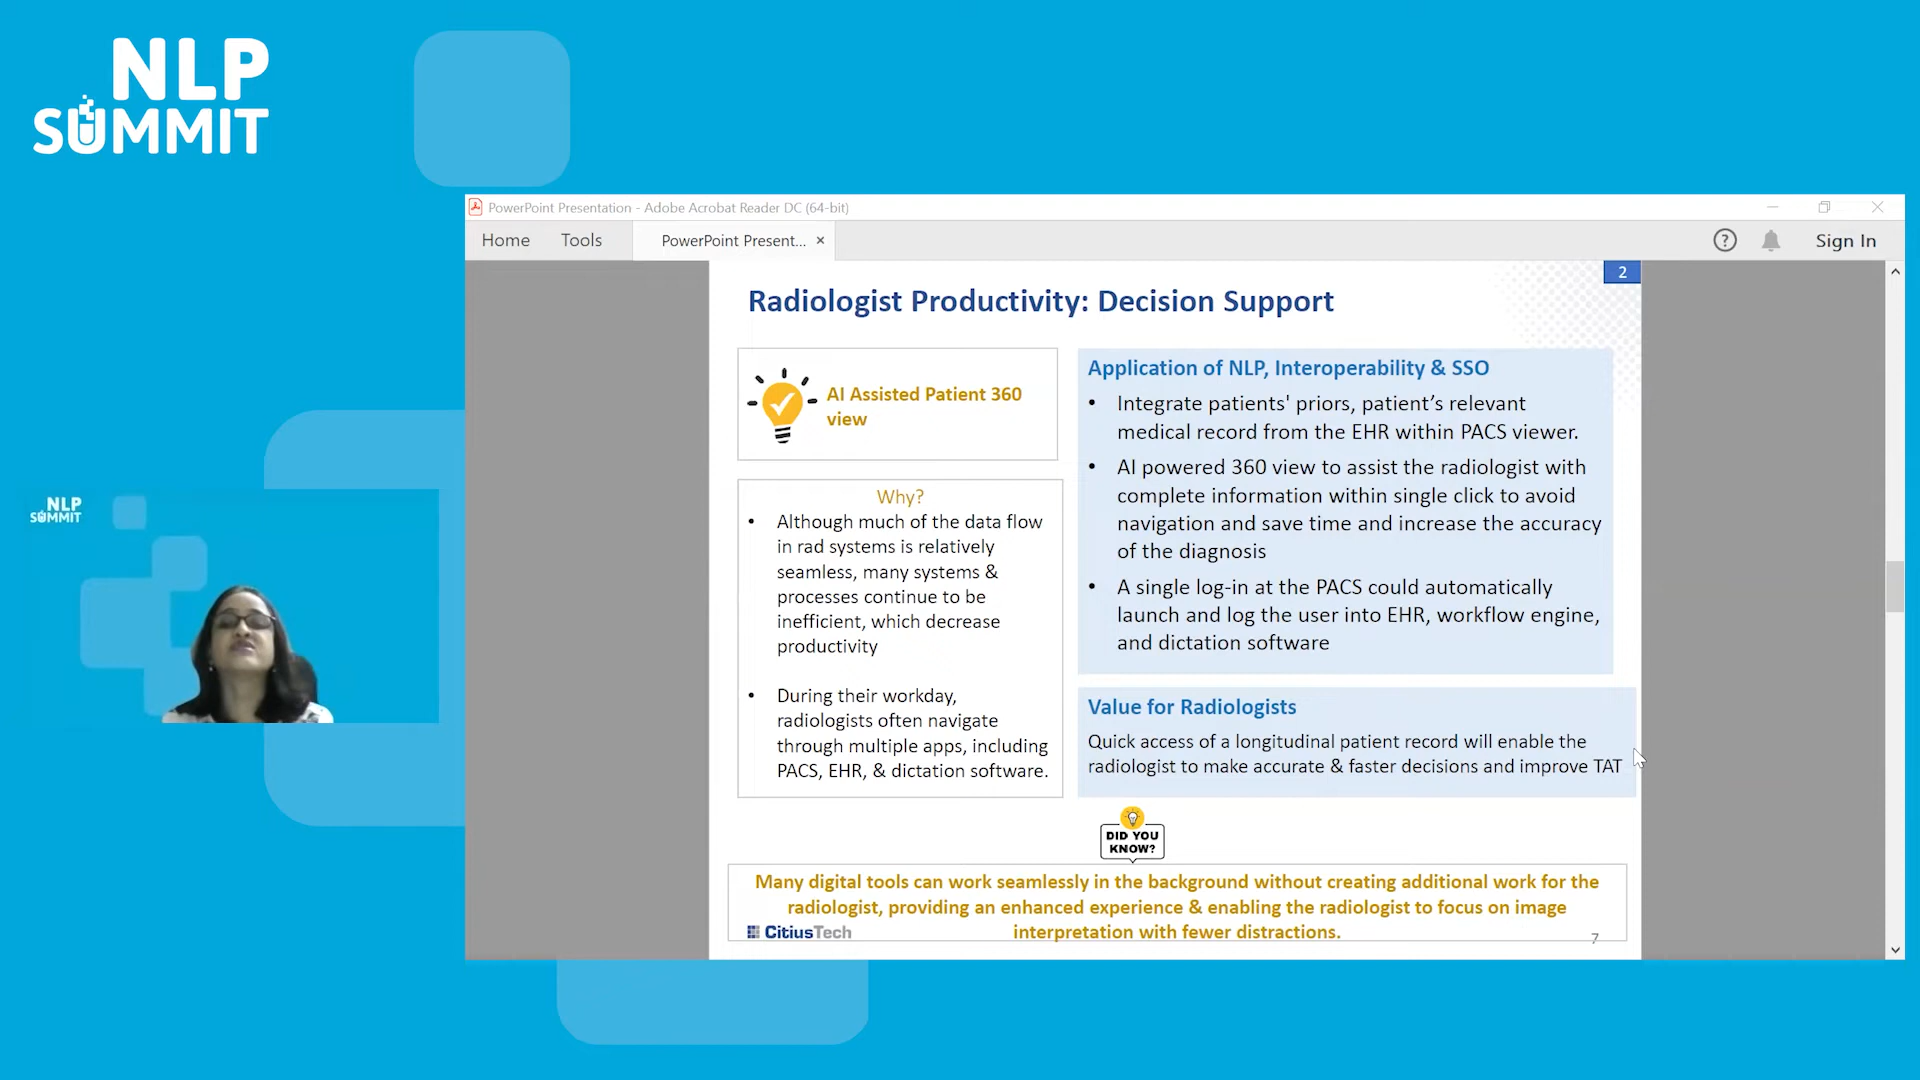 NLP
SUMMIT
PowerPoint Presentation - Adobe Acrobat Reader DC (64-bit)
Home
Tools
PowerPoint Present... ×
?
Sign In
2
Radiologist Productivity: Decision Support
AI Assisted Patient 360
view
Why?
• Although much of the data flow
in rad systems is relatively
seamless, many systems &
processes continue to be
inefficient, which decrease
productivity
• During their workday,
radiologists often navigate
through multiple apps, including
PACS, EHR, & dictation software.
Application of NLP, Interoperability & SSO
• Integrate patients' priors, patient’s relevant
medical record from the EHR within PACS viewer.
• AI powered 360 view to assist the radiologist with
complete information within single click to avoid
navigation and save time and increase the accuracy
of the diagnosis
• A single log-in at the PACS could automatically
launch and log the user into EHR, workflow engine,
and dictation software
Value for Radiologists
Quick access of a longitudinal patient record will enable the
radiologist to make accurate & faster decisions and improve TAT
DID YOU
KNOW?
Many digital tools can work seamlessly in the background without creating additional work for the
radiologist, providing an enhanced experience & enabling the radiologist to focus on image
interpretation with fewer distractions.
CitiusTech
7
NLP
SUMMIT